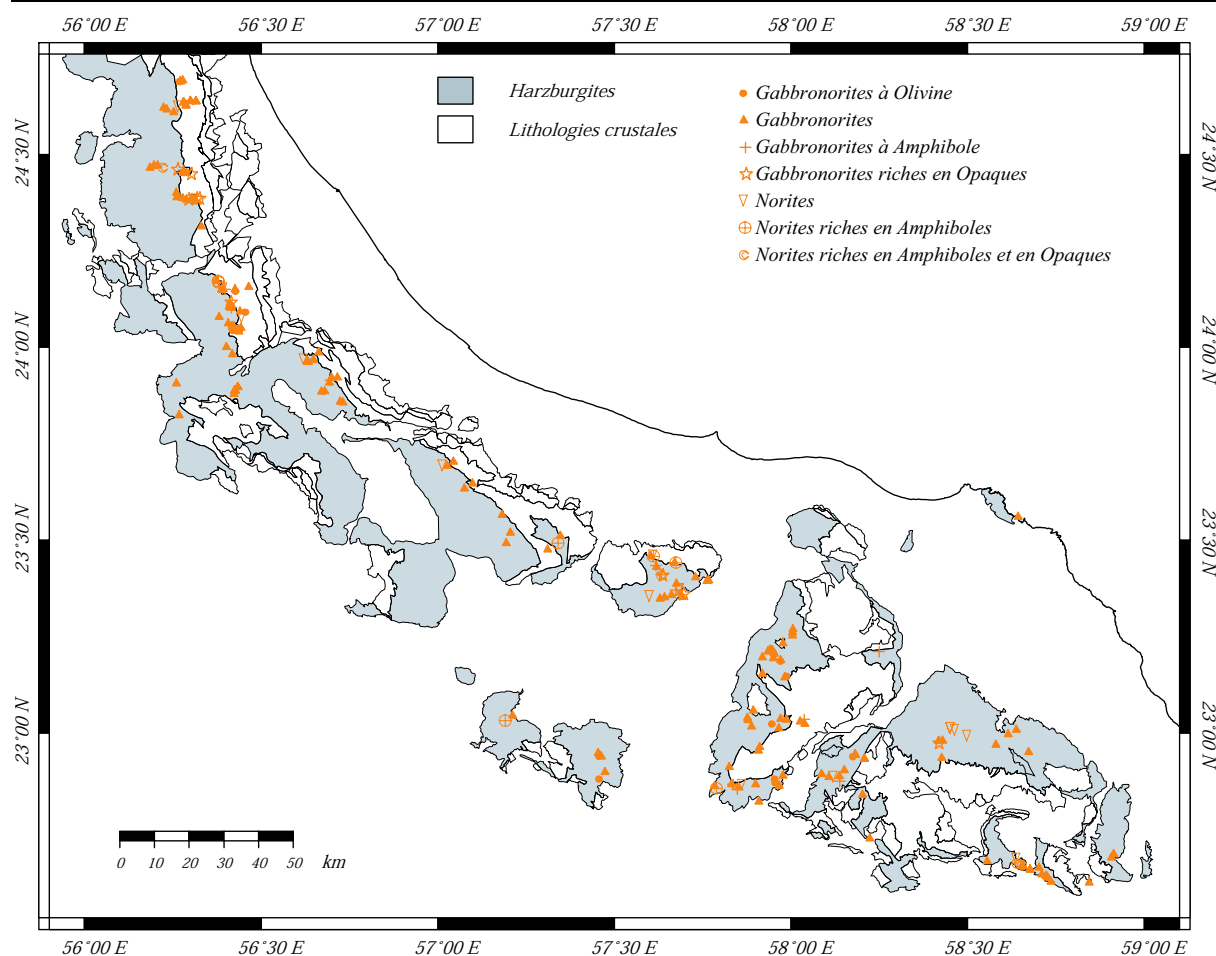 56˚00 E 56˚30 E 57˚00 E 57˚30 E 58˚00 E 58˚30 E 59˚00 E
Harzburgites
Lithologies crustales
Gabbronorites à Olivine
Gabbronorites
Gabbronorites à Amphibole
Gabbronorites riches en Opaques
Norites
Norites riches en Amphiboles
Norites riches en Amphiboles et en Opaques
24˚30 N 24˚30 N
24˚00 N 24˚00 N
23˚30 N 23˚30 N
23˚00 N 23˚00 N
0 10 20 30 40 50 km
56˚00 E 56˚30 E 57˚00 E 57˚30 E 58˚00 E 58˚30 E 59˚00 E